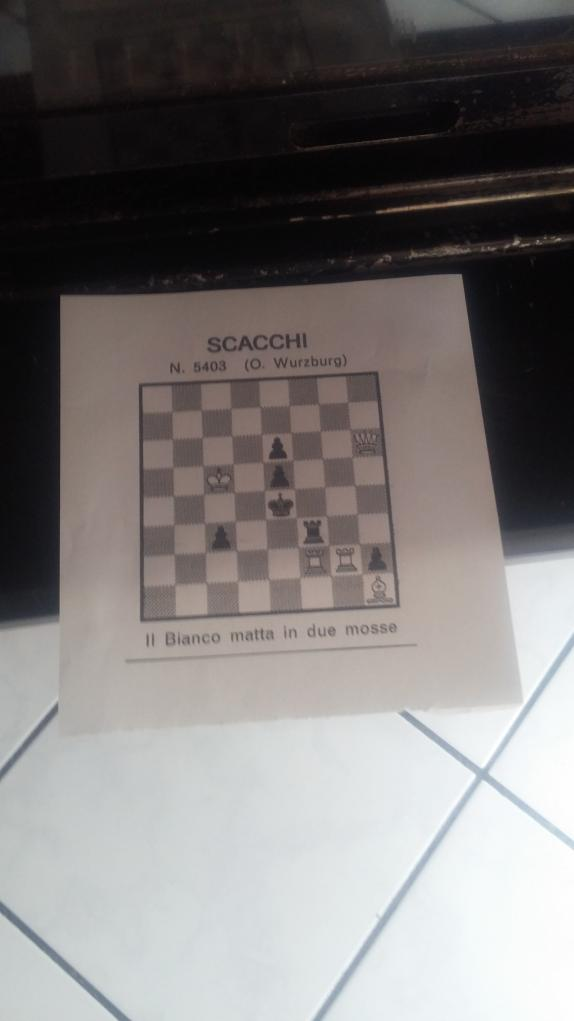 SCACCHI
N. 5403 (O. Wurzburg)
Il Bianco matta in due mosse